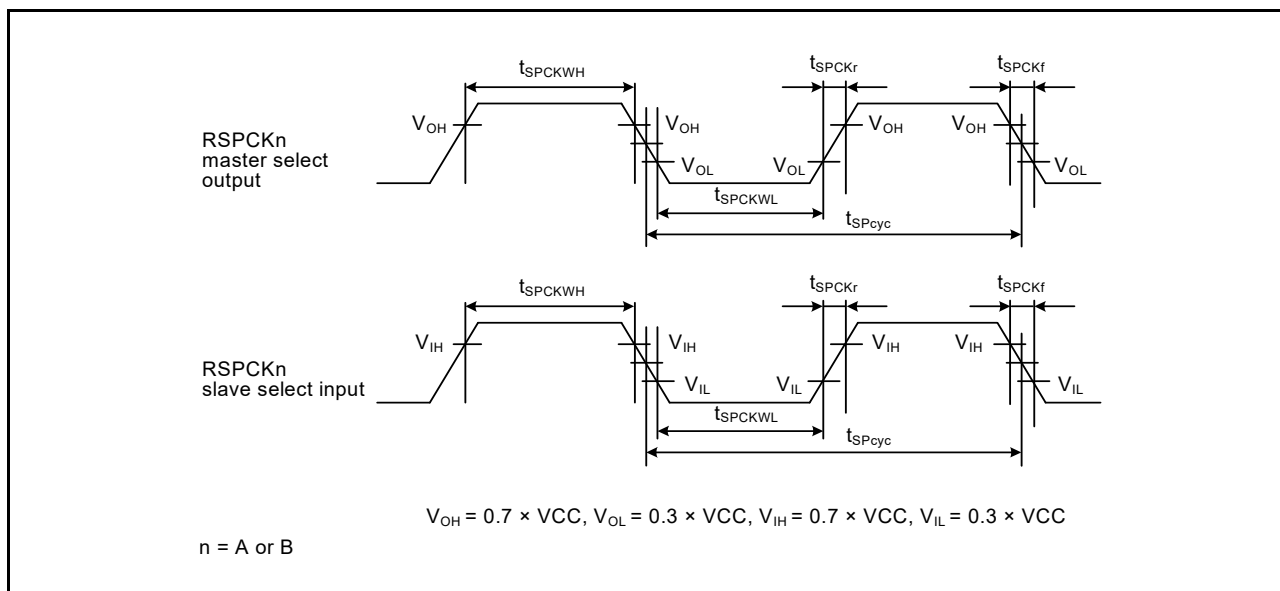 tSPCKWH
tSPCKr
tSPCKf
VOH
VOH
VOH
VOH
RSPCKn
master select
output
VOL
VOL
VOL
tSPCKWL
tSPcyc
tSPCKWH
tSPCKr
tSPCKf
VIH
VIH
VIH
VIH
RSPCKn
slave select input
VIL
VIL
VIL
tSPCKWL
tSPcyc
VOH = 0.7 × VCC, VOL = 0.3 × VCC, VIH = 0.7 × VCC, VIL = 0.3 × VCC
n = A or B